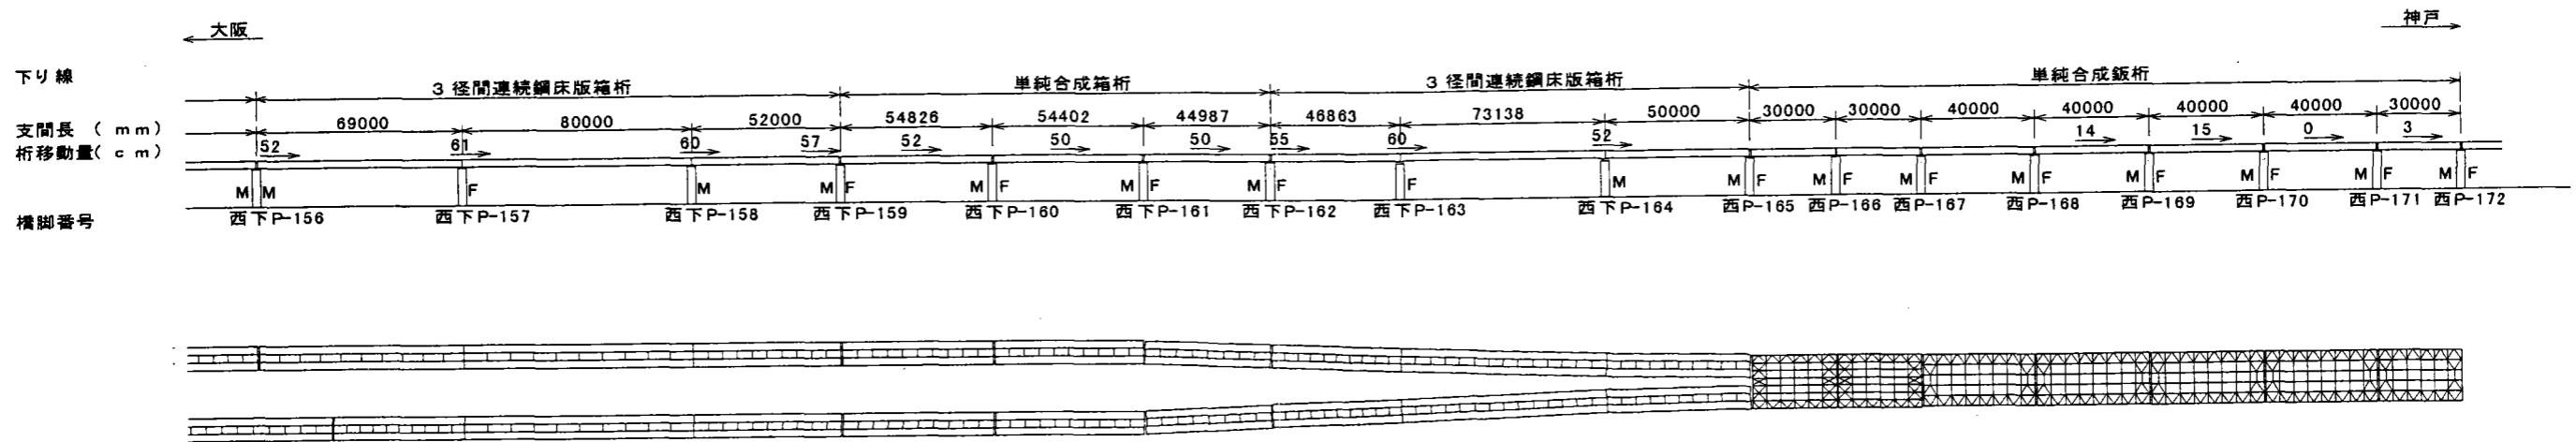 大阪 神戸
下り線
3径間連続鋼床版箱桁 単純合成箱桁 3径間連続鋼床版箱桁 単純合成鈑桁
支間長 (mm) 69000 80000 52000 54826 54402 44987 46863 73138 50000 30000 30000 40000 40000 40000 40000 30000
桁移動量(cm) 52 61 60 57 52 50 50 55 60 52 14 15 0 3
M M F M M F M F M F M F F M M F M F M F M F M F M F M F M F
橋脚番号 西下P-156 西下P-157 西下P-158 西下P-159 西下P-160 西下P-161 西下P-162 西下P-163 西下P-164 西P-165 西P-166 西P-167 西P-168 西P-169 西P-170 西P-171 西P-172